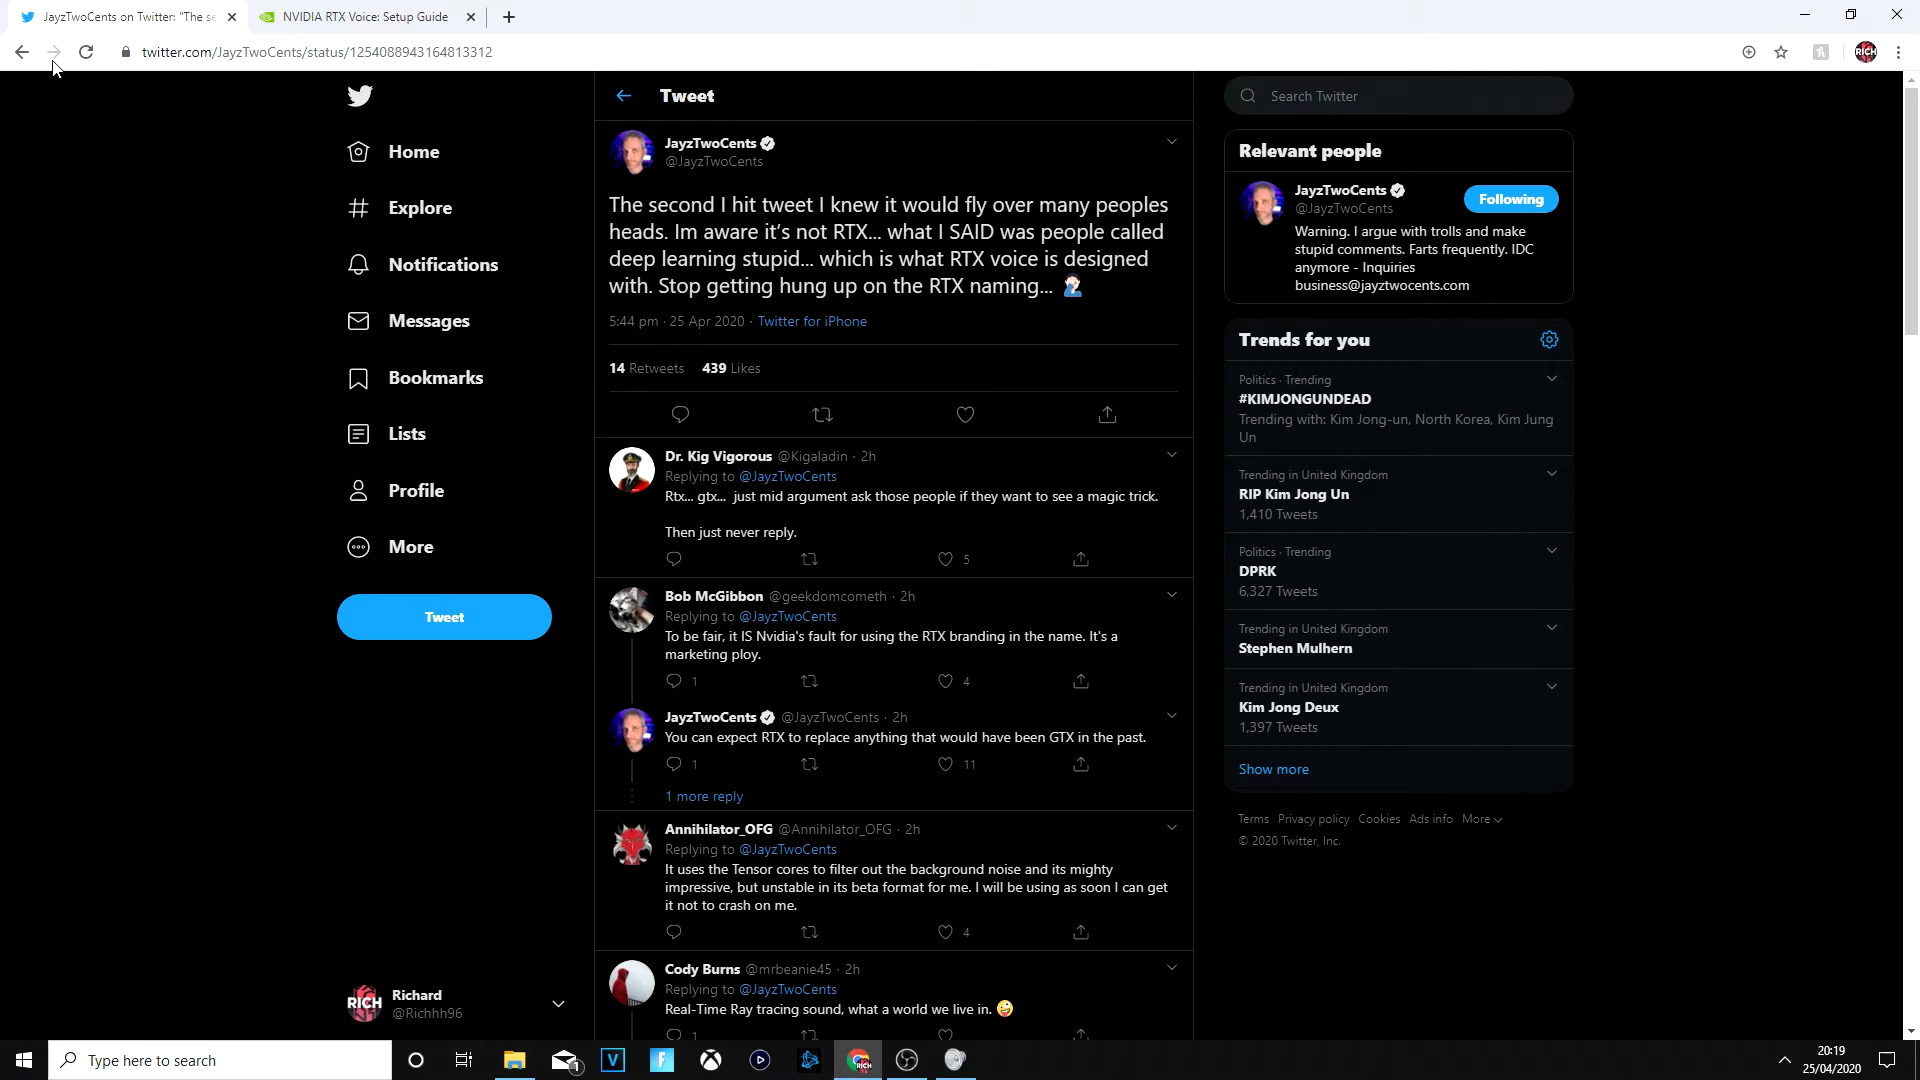 JayzTwoCents on Twitter: "The se
NVIDIA RTX Voice: Setup Guide
twitter.com/JayzTwoCents/status/1254088943164813312
RICH
Home
Explore
Notifications
Messages
Bookmarks
Lists
Profile
More
Tweet
RICH
Richard
@Richhh96
Tweet
JayzTwoCents
@JayzTwoCents
The second I hit tweet I knew it would fly over many peoples
heads. Im aware it's not RTX... what I SAID was people called
deep learning stupid... which is what RTX voice is designed
with. Stop getting hung up on the RTX naming... 🤦🏻‍♂️
5:44 pm · 25 Apr 2020 · Twitter for iPhone
14 Retweets 439 Likes
Dr. Kig Vigorous @Kigaladin · 2h
Replying to @JayzTwoCents
Rtx... gtx... just mid argument ask those people if they want to see a magic trick.
Then just never reply.
5
Bob McGibbon @geekdomcometh · 2h
Replying to @JayzTwoCents
To be fair, it IS Nvidia's fault for using the RTX branding in the name. It's a
marketing ploy.
1 4
JayzTwoCents @JayzTwoCents · 2h
You can expect RTX to replace anything that would have been GTX in the past.
1 11
1 more reply
Annihilator_OFG @Annihilator_OFG · 2h
Replying to @JayzTwoCents
It uses the Tensor cores to filter out the background noise and its mighty
impressive, but unstable in its beta format for me. I will be using as soon I can get
it not to crash on me.
4
Cody Burns @mrbeanie45 · 2h
Replying to @JayzTwoCents
Real-Time Ray tracing sound, what a world we live in. 🤪
1
Search Twitter
Relevant people
JayzTwoCents
@JayzTwoCents
Following
Warning. I argue with trolls and make
stupid comments. Farts frequently. IDC
anymore - Inquiries
business@jayztwocents.com
Trends for you
Politics · Trending
#KIMJONGUNDEAD
Trending with: Kim Jong-un, North Korea, Kim Jung
Un
Trending in United Kingdom
RIP Kim Jong Un
1,410 Tweets
Politics · Trending
DPRK
6,327 Tweets
Trending in United Kingdom
Stephen Mulhern
Trending in United Kingdom
Kim Jong Deux
1,397 Tweets
Show more
Terms Privacy policy Cookies Ads info More
© 2020 Twitter, Inc.
Type here to search
1
V
RICH
20:19
25/04/2020